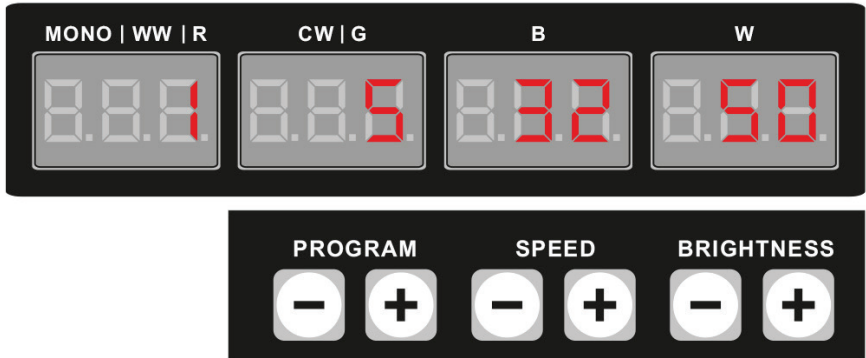 MONO | WW | R CW | G B W
1 5 32 50
PROGRAM SPEED BRIGHTNESS
- + - + - +